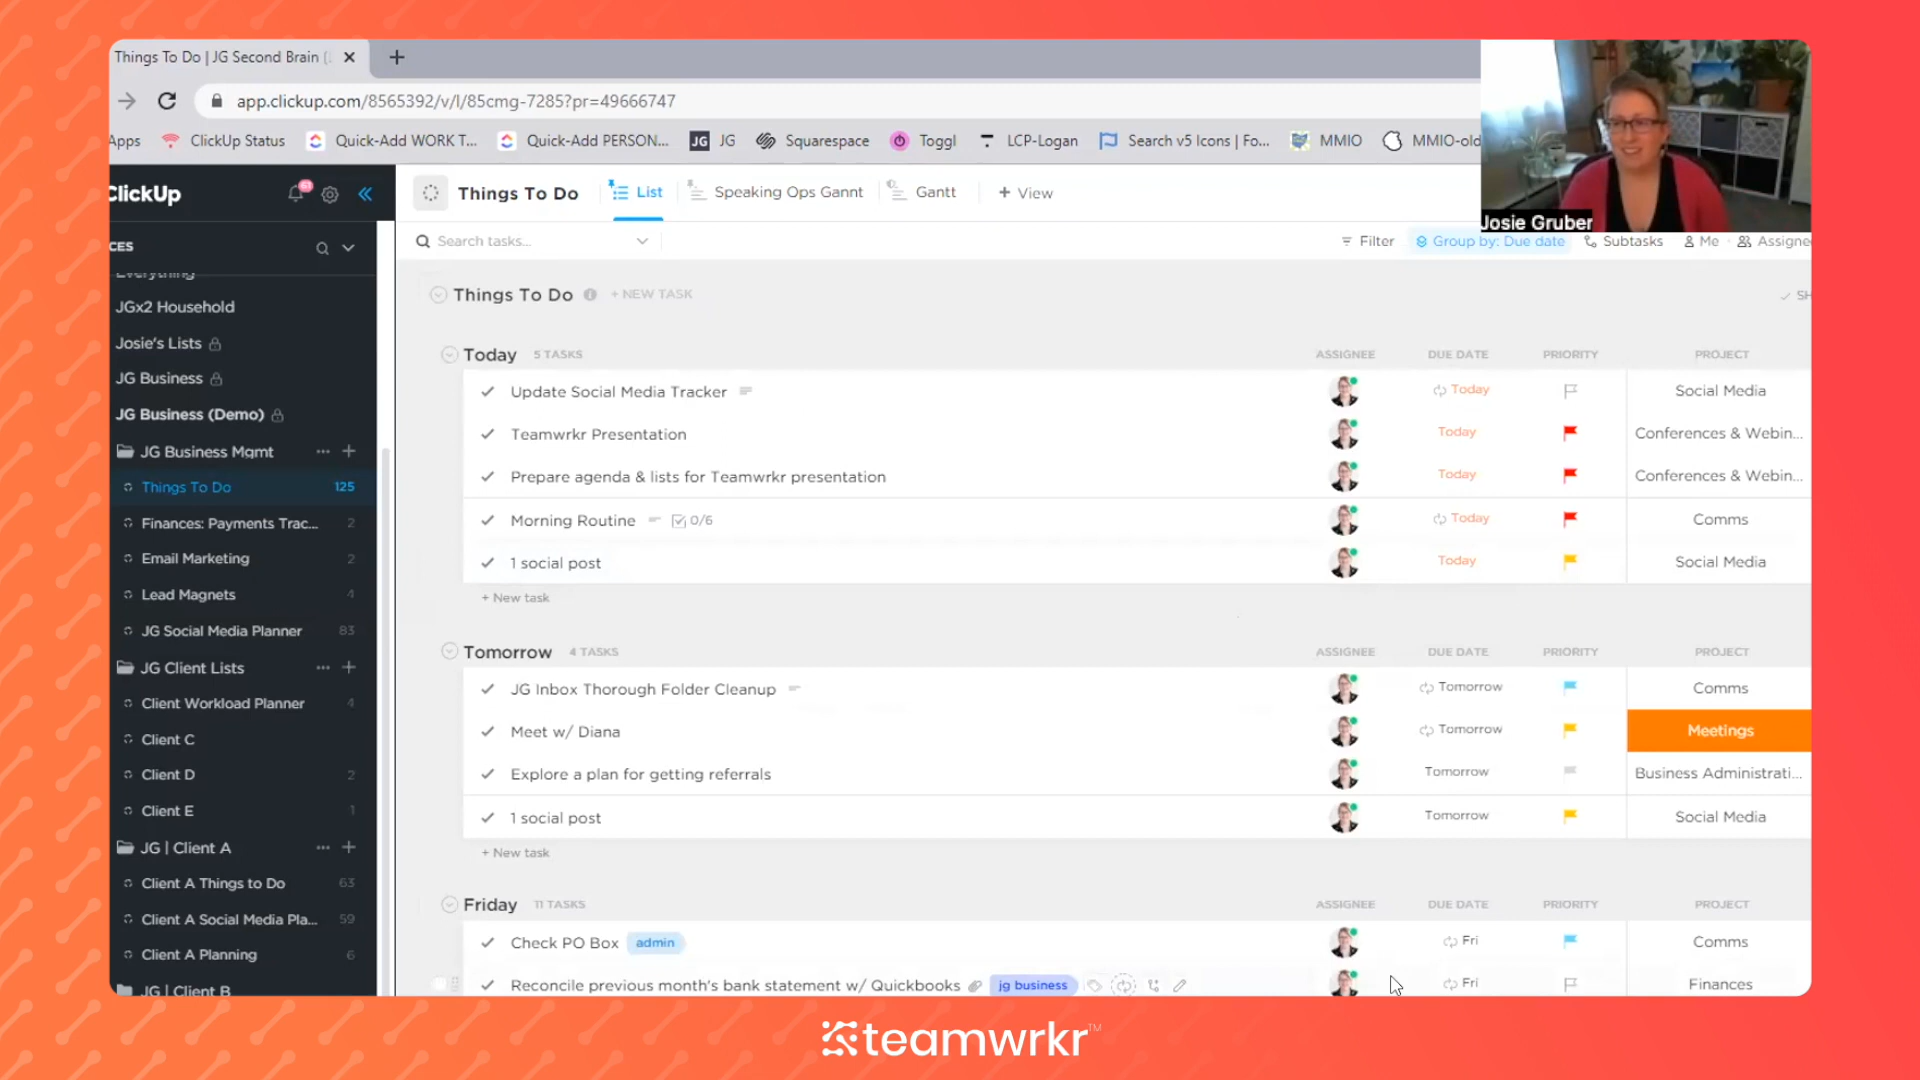 Things To Do | JG Second Brain (
app.clickup.com/8565392/v/l/85cmg-7285?pr=49666747
Apps ClickUp Status Quick-Add WORK T... Quick-Add PERSON... JG JG Squarespace Toggl LCP-Logan Search v5 Icons | Fo... MMIO MMIO-old
Josie Gruber
ClickUp 
Things To Do List Speaking Ops Gannt Gantt + View
CES
Search tasks...
Filter Group by: Due date Subtasks Me Assigne
Everything
JGx2 Household
Josie's Lists
JG Business
JG Business (Demo)
JG Business Mgmt
Things To Do 125
Finances: Payments Trac... 2
Email Marketing 2
Lead Magnets 4
JG Social Media Planner 83
JG Client Lists
Client Workload Planner 4
Client C
Client D 2
Client E 1
JG | Client A
Client A Things to Do 63
Client A Social Media Pla... 59
Client A Planning 6
JG | Client B
Things To Do + NEW TASK
SH
Today 5 TASKS ASSIGNEE DUE DATE PRIORITY PROJECT
Update Social Media Tracker Today Social Media
Teamwrkr Presentation Today Conferences & Webin...
Prepare agenda & lists for Teamwrkr presentation Today Conferences & Webin...
Morning Routine 0/6 Today Comms
1 social post Today Social Media
+ New task
Tomorrow 4 TASKS ASSIGNEE DUE DATE PRIORITY PROJECT
JG Inbox Thorough Folder Cleanup Tomorrow Comms
Meet w/ Diana Tomorrow Meetings
Explore a plan for getting referrals Tomorrow Business Administrati...
1 social post Tomorrow Social Media
+ New task
Friday 11 TASKS ASSIGNEE DUE DATE PRIORITY PROJECT
Check PO Box admin Fri Comms
Reconcile previous month's bank statement w/ Quickbooks jg business Fri Finances
teamwrkr™